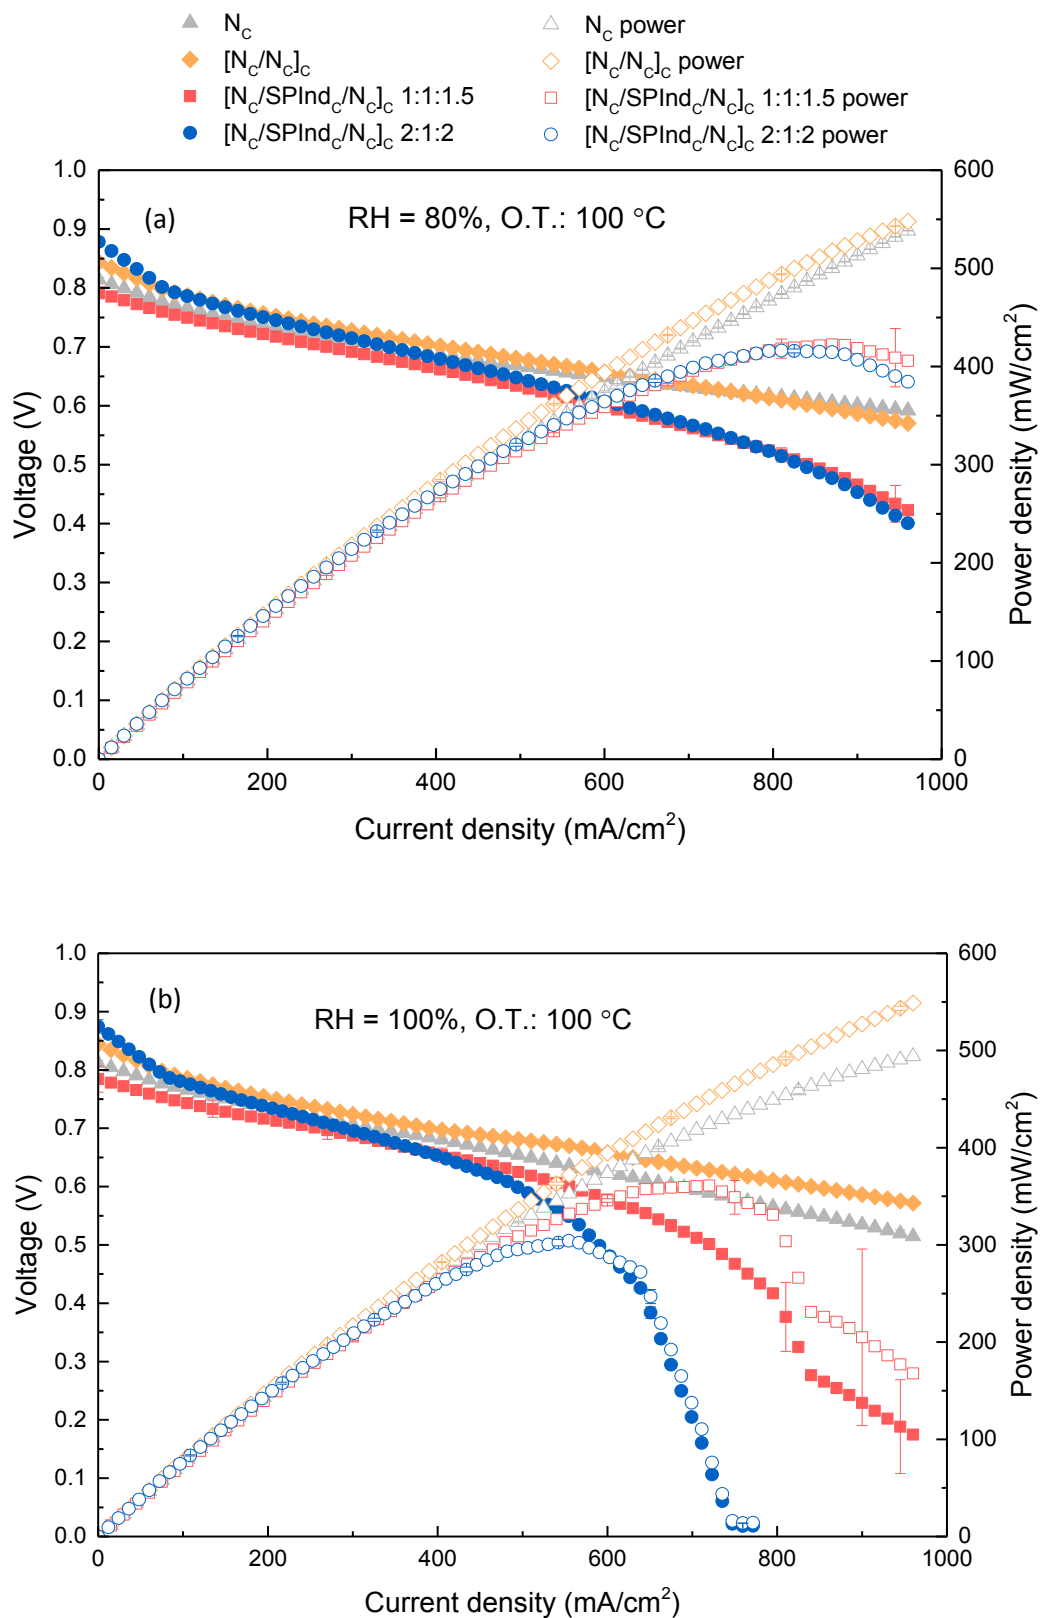 N_C
N_C power
[N_C/N_C]_C
[N_C/N_C]_C power
[N_C/SPInd_C/N_C]_C 1:1:1.5
[N_C/SPInd_C/N_C]_C 1:1:1.5 power
[N_C/SPInd_C/N_C]_C 2:1:2
[N_C/SPInd_C/N_C]_C 2:1:2 power
(a)
RH = 80%, O.T.: 100 °C
Voltage (V)
1.0
0.9
0.8
0.7
0.6
0.5
0.4
0.3
0.2
0.1
0.0
600
500
400
300
200
100
0
Power density (mW/cm²)
0 200 400 600 800 1000
Current density (mA/cm²)
(b)
RH = 100%, O.T.: 100 °C
Voltage (V)
1.0
0.9
0.8
0.7
0.6
0.5
0.4
0.3
0.2
0.1
0.0
600
500
400
300
200
100
0
Power density (mW/cm²)
0 200 400 600 800 1000
Current density (mA/cm²)